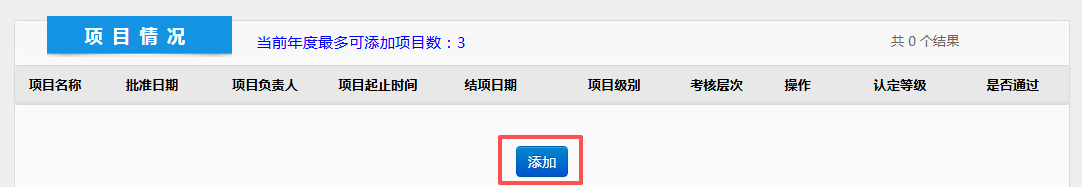 项目情况 当前年度最多可添加项目数：3 共 0 个结果
项目名称 批准日期 项目负责人 项目起止时间 结项日期 项目级别 考核层次 操作 认定等级 是否通过
添加